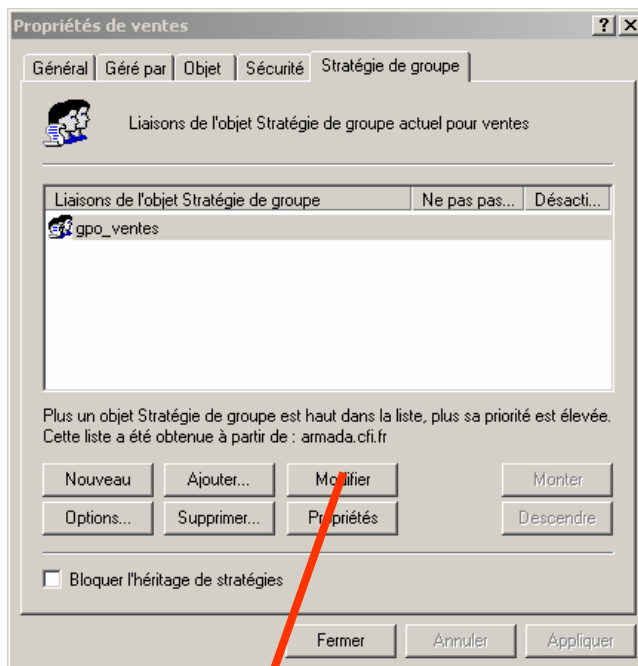 Propriétés de ventes
Général Géré par Objet Sécurité Stratégie de groupe
Liaisons de l'objet Stratégie de groupe actuel pour ventes
Liaisons de l'objet Stratégie de groupe Ne pas pas... Désacti...
gpo_ventes
Plus un objet Stratégie de groupe est haut dans la liste, plus sa priorité est élevée.
Cette liste a été obtenue à partir de : armada.cfi.fr
Nouveau Ajouter... Modifier Monter
Options... Supprimer... Propriétés Descendre
Bloquer l'héritage de stratégies
Fermer Annuler Appliquer